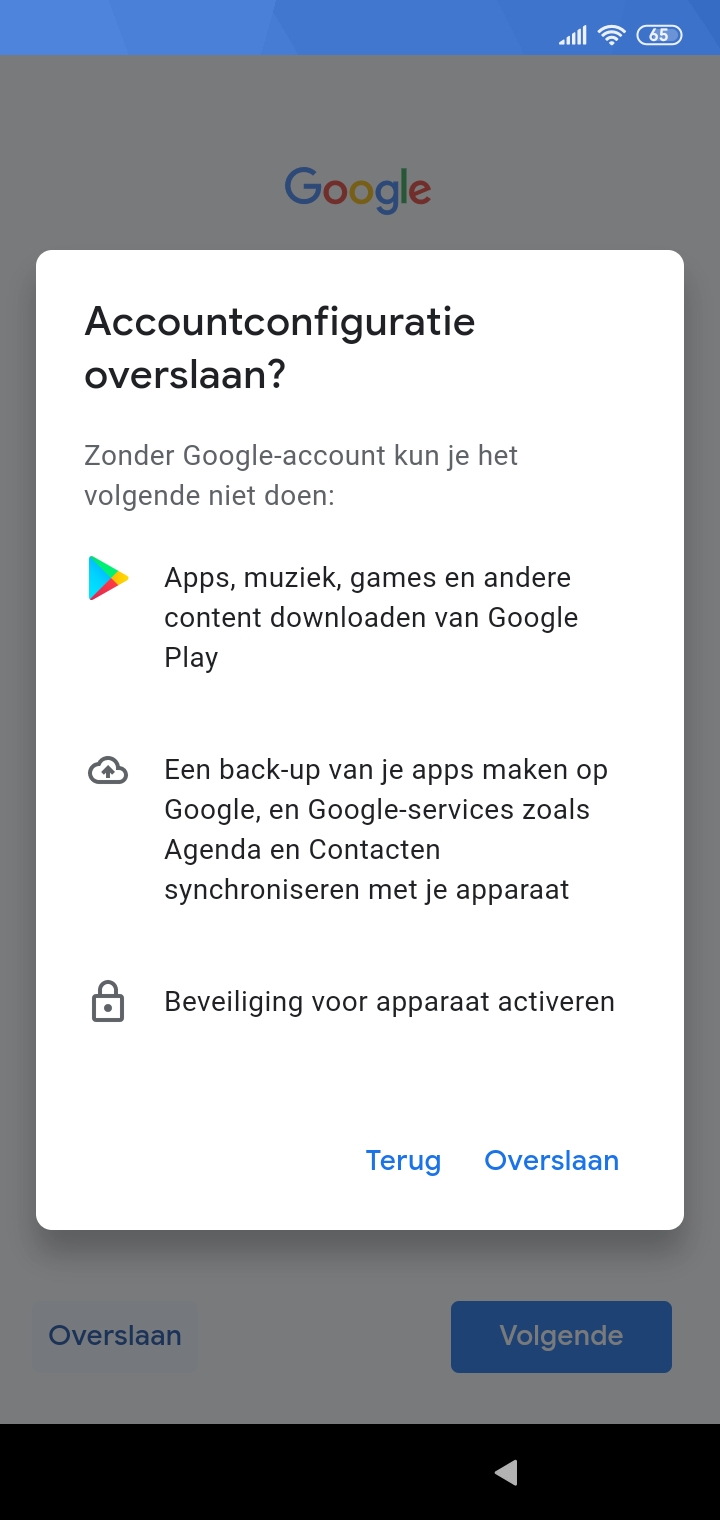 65
Google
Accountconfiguratie
overslaan?
Zonder Google-account kun je het
volgende niet doen:
Apps, muziek, games en andere
content downloaden van Google
Play
Een back-up van je apps maken op
Google, en Google-services zoals
Agenda en Contacten
synchroniseren met je apparaat
Beveiliging voor apparaat activeren
Terug Overslaan
Overslaan Volgende